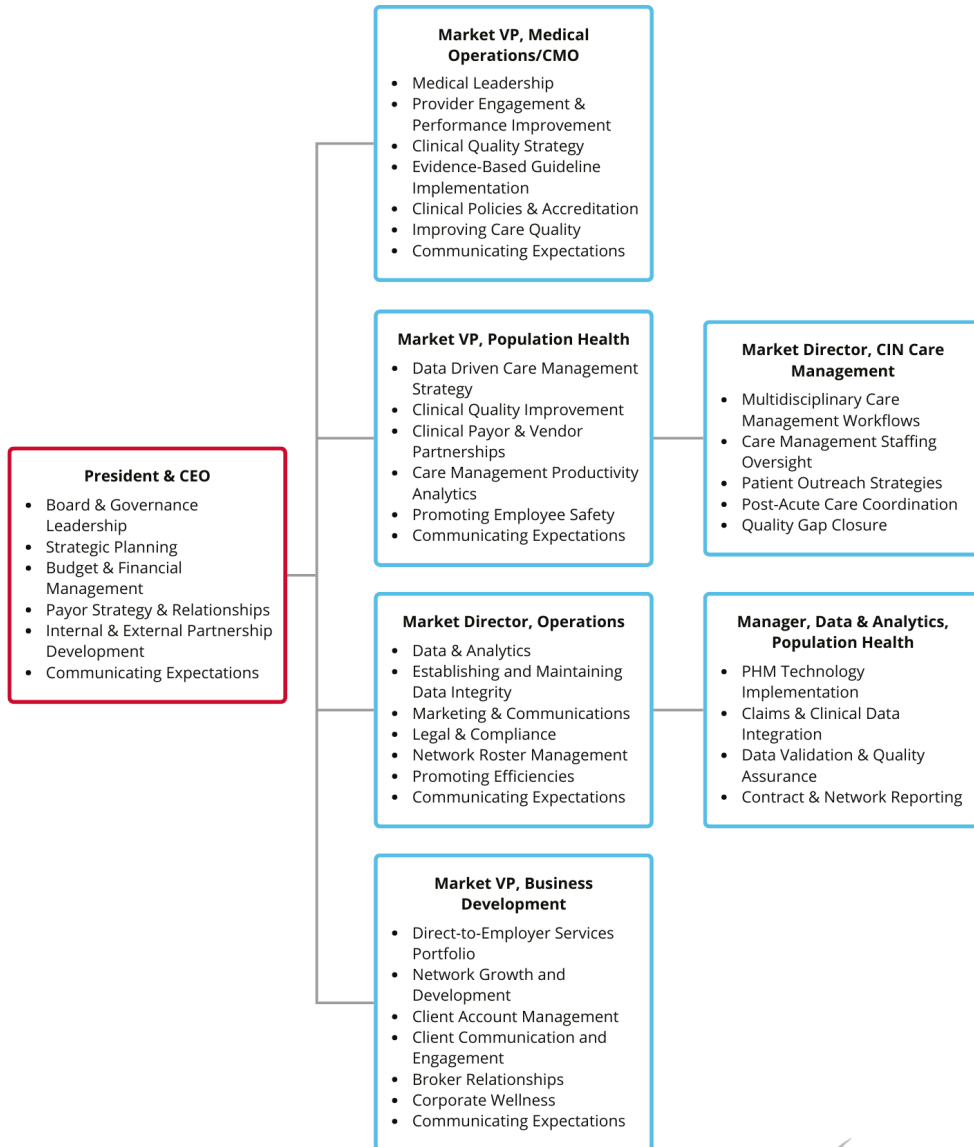 Market VP, Medical
Operations/CMO
• Medical Leadership
• Provider Engagement &
Performance Improvement
• Clinical Quality Strategy
• Evidence-Based Guideline
Implementation
• Clinical Policies & Accreditation
• Improving Care Quality
• Communicating Expectations
Market VP, Population Health
• Data Driven Care Management
Strategy
• Clinical Quality Improvement
• Clinical Payor & Vendor
Partnerships
• Care Management Productivity
Analytics
• Promoting Employee Safety
• Communicating Expectations
Market Director, CIN Care
Management
• Multidisciplinary Care
Management Workflows
• Care Management Staffing
Oversight
• Patient Outreach Strategies
• Post-Acute Care Coordination
• Quality Gap Closure
President & CEO
• Board & Governance
Leadership
• Strategic Planning
• Budget & Financial
Management
• Payor Strategy & Relationships
• Internal & External Partnership
Development
• Communicating Expectations
Market Director, Operations
• Data & Analytics
• Establishing and Maintaining
Data Integrity
• Marketing & Communications
• Legal & Compliance
• Network Roster Management
• Promoting Efficiencies
• Communicating Expectations
Manager, Data & Analytics,
Population Health
• PHM Technology
Implementation
• Claims & Clinical Data
Integration
• Data Validation & Quality
Assurance
• Contract & Network Reporting
Market VP, Business
Development
• Direct-to-Employer Services
Portfolio
• Network Growth and
Development
• Client Account Management
• Client Communication and
Engagement
• Broker Relationships
• Corporate Wellness
• Communicating Expectations